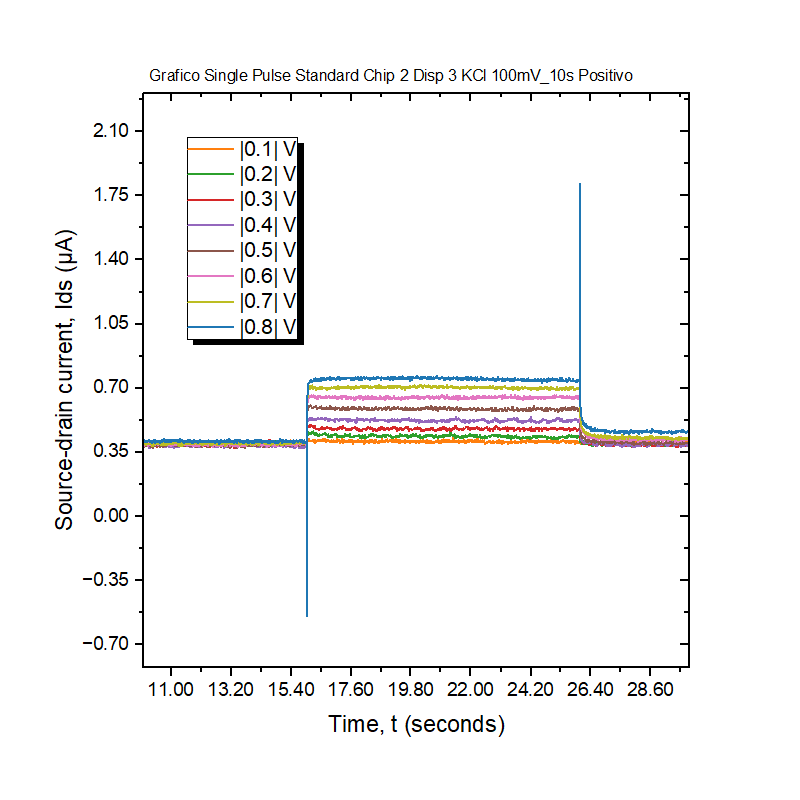 Grafico Single Pulse Standard Chip 2 Disp 3 KCl 100mV_10s Positivo
2.10
1.75
1.40
1.05
0.70
0.35
0.00
−0.35
−0.70
Source-drain current, Ids (µA)
|0.1| V
|0.2| V
|0.3| V
|0.4| V
|0.5| V
|0.6| V
|0.7| V
|0.8| V
11.00 13.20 15.40 17.60 19.80 22.00 24.20 26.40 28.60
Time, t (seconds)